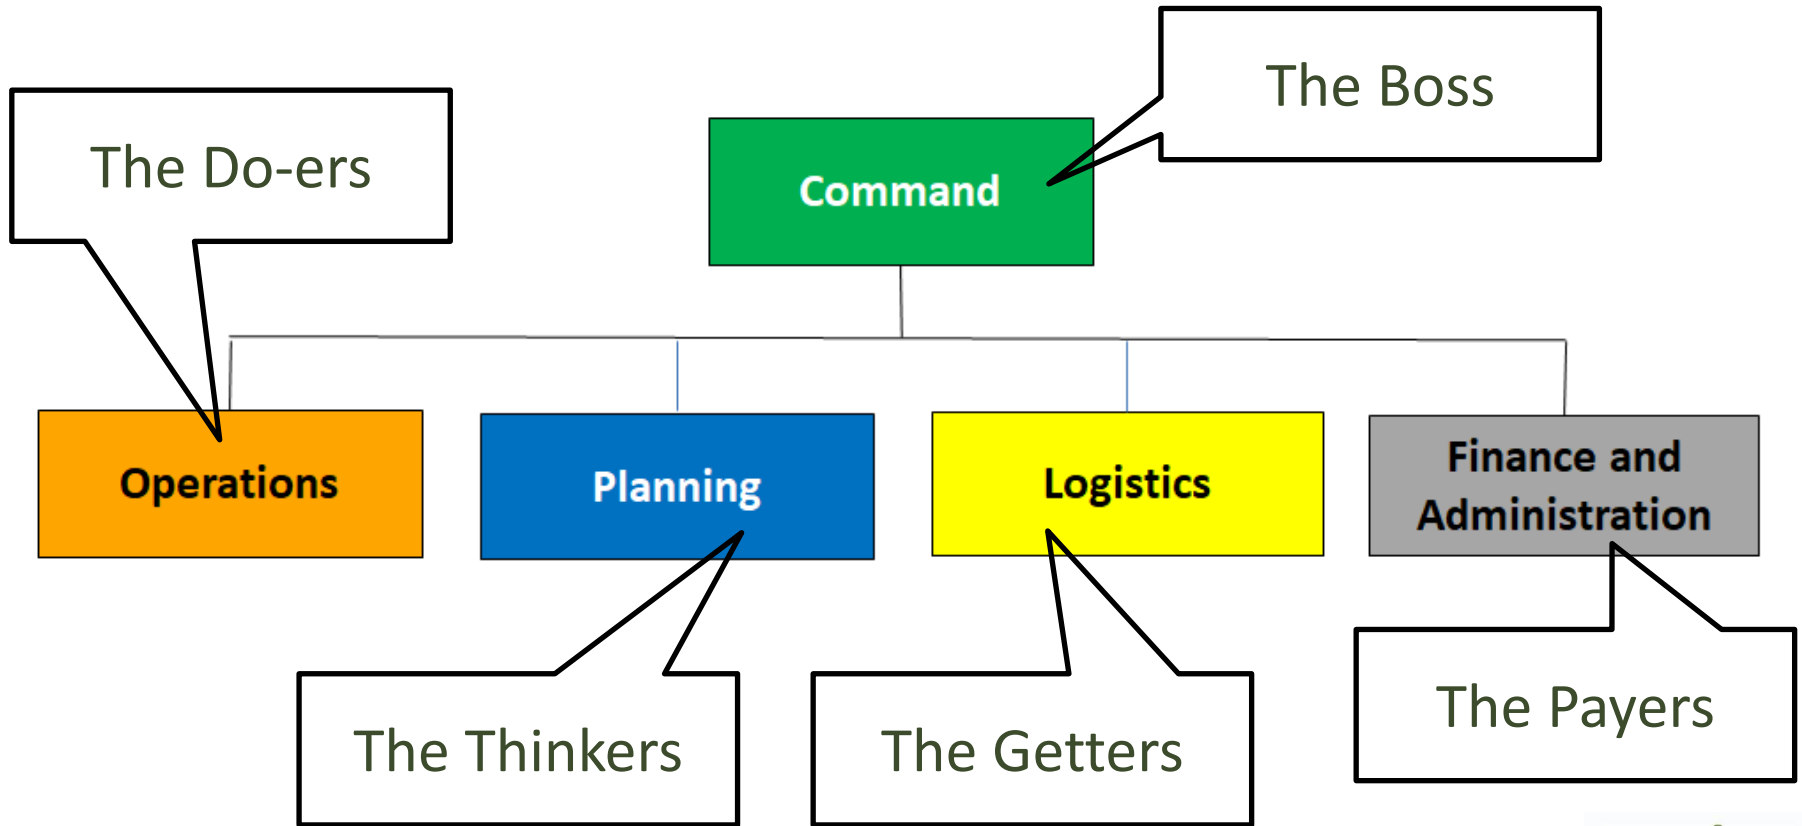 The Boss
The Do-ers
Command
Operations
Planning
Logistics
Finance and
Administration
The Thinkers
The Getters
The Payers